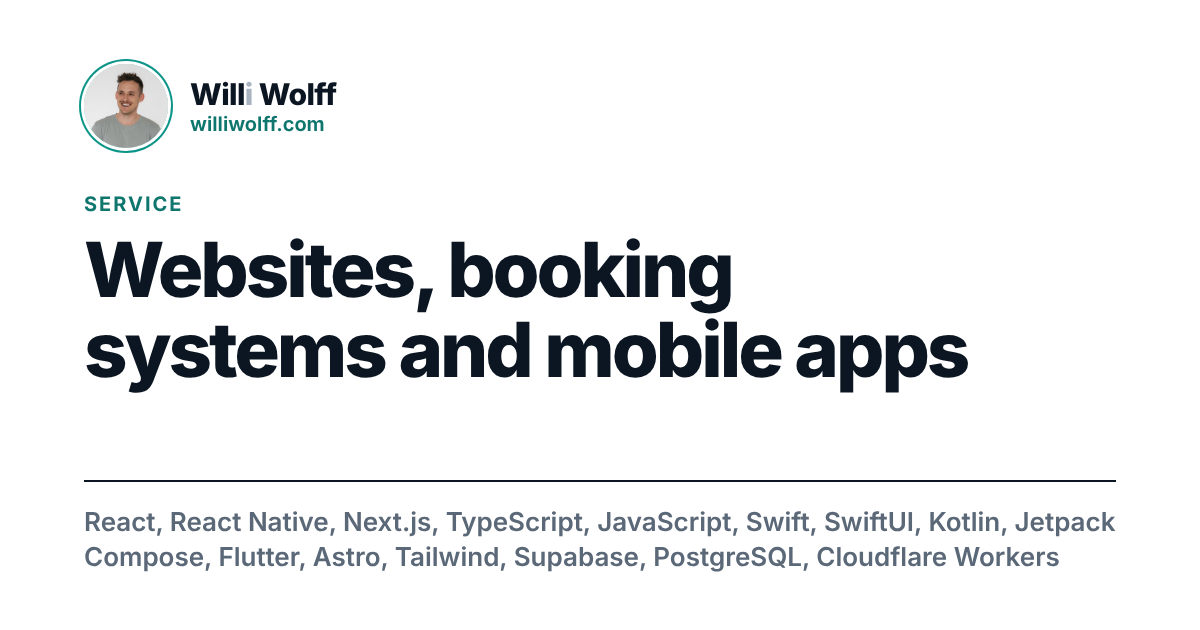 Willi Wolff
williwolff.com
SERVICE
Websites, booking
systems and mobile apps
React, React Native, Next.js, TypeScript, JavaScript, Swift, SwiftUI, Kotlin, Jetpack
Compose, Flutter, Astro, Tailwind, Supabase, PostgreSQL, Cloudflare Workers